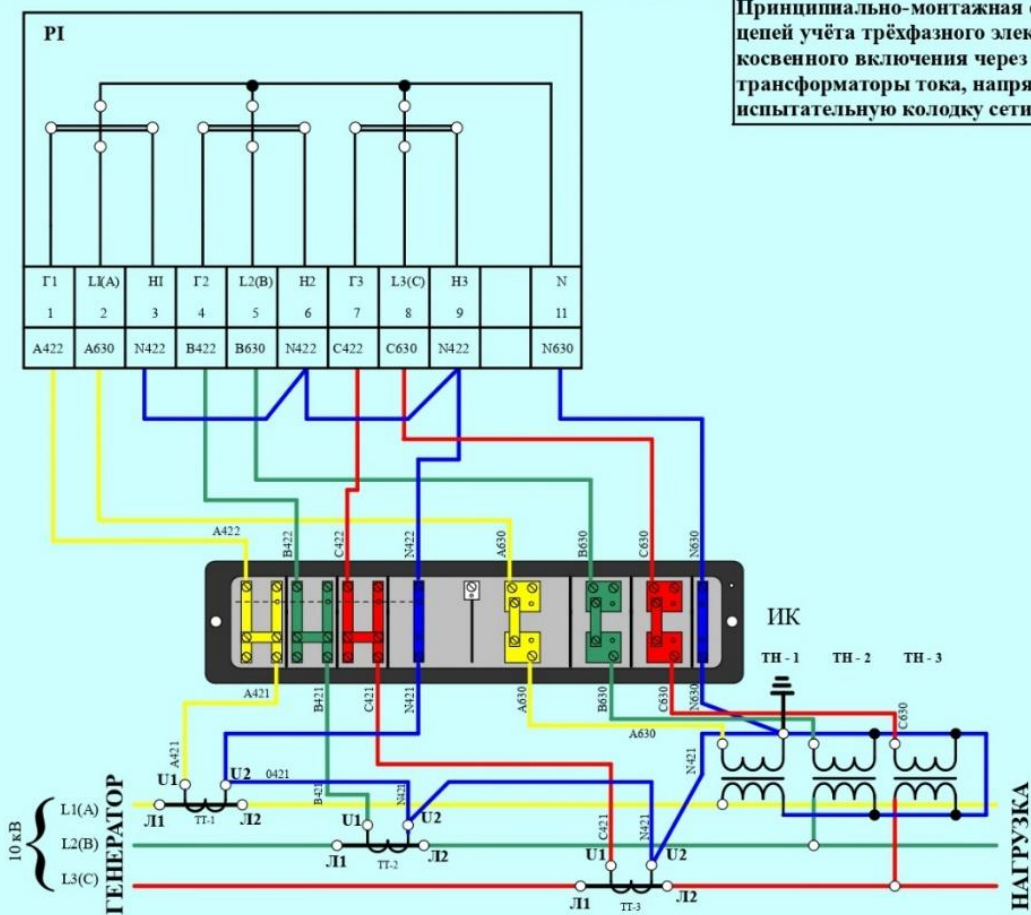 Принципиально-монтажная
цепей учёта трёхфазного
косвенного включения через
трансформаторы тока,
испытательную колодку сети
PI
Г1 L1(A) HI Г2 L2(B) H2 Г3 L3(C) H3 N
1 2 3 4 5 6 7 8 9 11
A422 A630 N422 B422 B630 N422 C422 C630 N422 N630
A422
B422
C422
N422
A630
B630
C630
N630
ИК
ТН - 1 ТН - 2 ТН - 3
A421
B421
C421
N421
A630
B630
C630
N630
A630
C630
N421
A421
U1 U2 0421
B421
N421
U1 U2
C421
N421
U1 U2
10 кВ
L1(A)
L2(B)
L3(C)
ГЕНЕРАТОР
НАГРУЗКА
Л1 ТТ-1 Л2
Л1 ТТ-2 Л2
Л1 ТТ-3 Л2